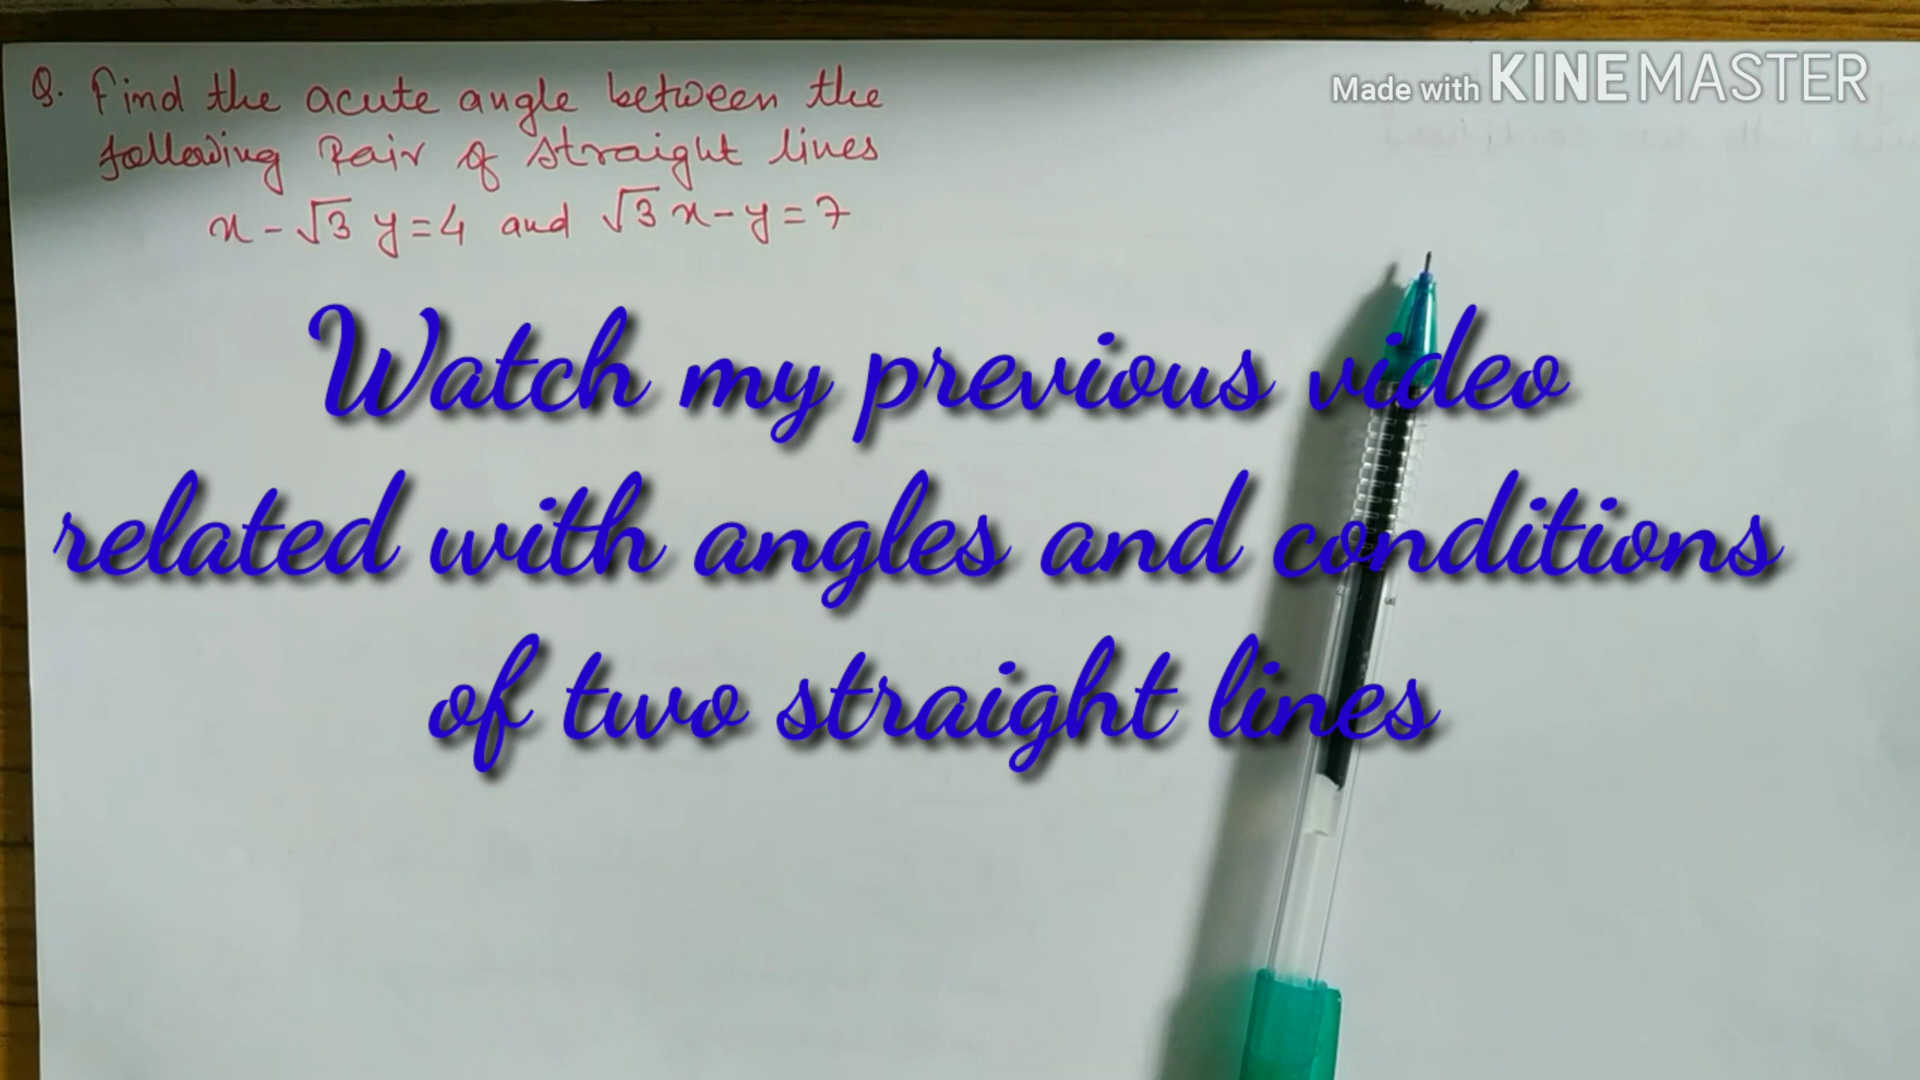 Made with KINEMASTER
Q. Find the acute angle between the
following Pair of straight lines
x - √3 y = 4 and √3 x - y = 7
Watch my previous video
related with angles and conditions
of two straight lines